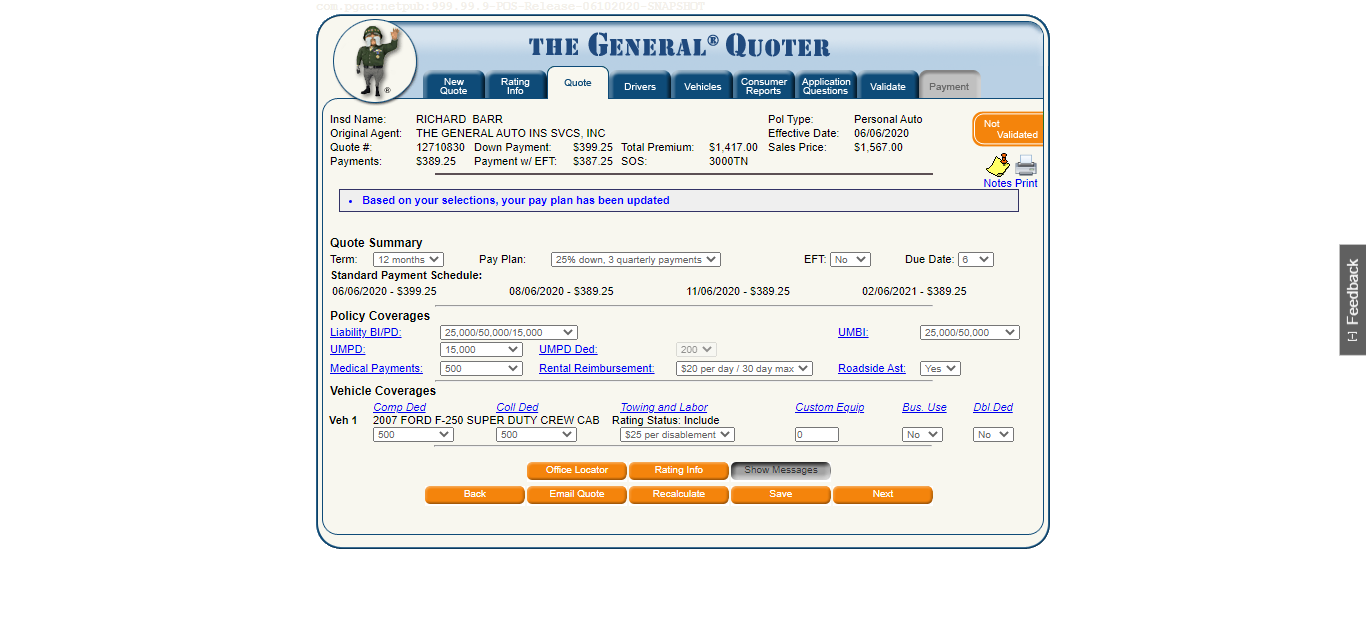 com.pgac:netpub:999.99.9-POS-Release-06102020-SNAPSHOT
THE GENERAL® QUOTER
®
New Quote
Rating Info
Quote
Drivers
Vehicles
Consumer Reports
Application Questions
Validate
Payment
Insd Name: RICHARD BARR Pol Type: Personal Auto
Original Agent: THE GENERAL AUTO INS SVCS, INC Effective Date: 06/06/2020
Quote #: 12710830 Down Payment: $399.25 Total Premium: $1,417.00 Sales Price: $1,567.00
Payments: $389.25 Payment w/ EFT: $387.25 SOS: 3000TN
Not Validated
Notes Print
• Based on your selections, your pay plan has been updated
Quote Summary
Term: 12 months Pay Plan: 25% down, 3 quarterly payments EFT: No Due Date: 6
Standard Payment Schedule:
06/06/2020 - $399.25 08/06/2020 - $389.25 11/06/2020 - $389.25 02/06/2021 - $389.25
Policy Coverages
Liability BI/PD: 25,000/50,000/15,000 UMBI: 25,000/50,000
UMPD: 15,000 UMPD Ded: 200
Medical Payments: 500 Rental Reimbursement: $20 per day / 30 day max Roadside Ast: Yes
Vehicle Coverages
Comp Ded Coll Ded Towing and Labor Custom Equip Bus. Use Dbl Ded
Veh 1 2007 FORD F-250 SUPER DUTY CREW CAB Rating Status: Include
500 500 $25 per disablement 0 No No
Office Locator Rating Info Show Messages
Back Email Quote Recalculate Save Next
[-] Feedback